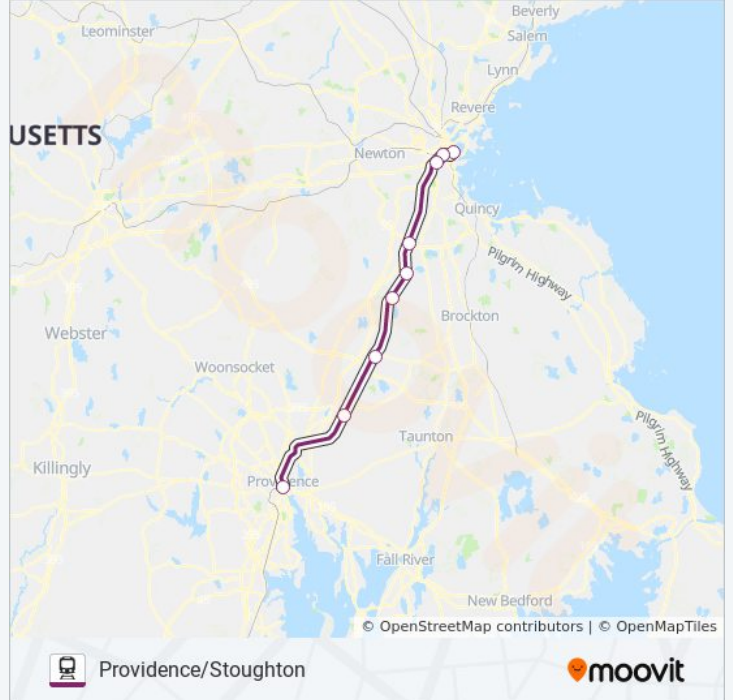 Beverly
Leominster
Salem
Lynn
Revere
USETTS
Newton
Quincy
Pilgrim Highway
Brockton
Webster
Woonsocket
Pilgrim Highway
Taunton
Killingly
Providence
Fall River
New Bedford
© OpenStreetMap contributors | © OpenMapTiles
Providence/Stoughton
moovit